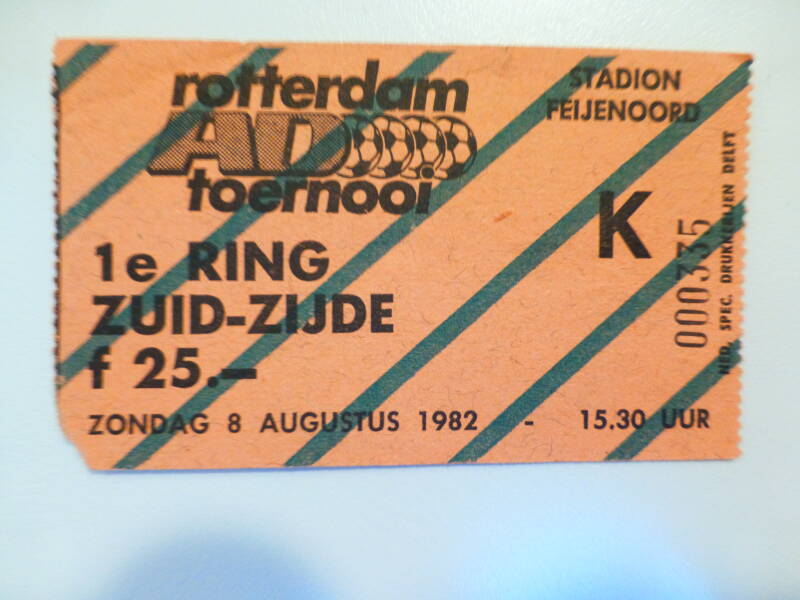 rotterdam
AD
toernooi
STADION
FEIJENOORD
K
1e RING
ZUID-ZIJDE
f 25.—
ZONDAG 8 AUGUSTUS 1982 - 15.30 UUR
000335
NED. SPEC. DRUKKERIJEN DELFT